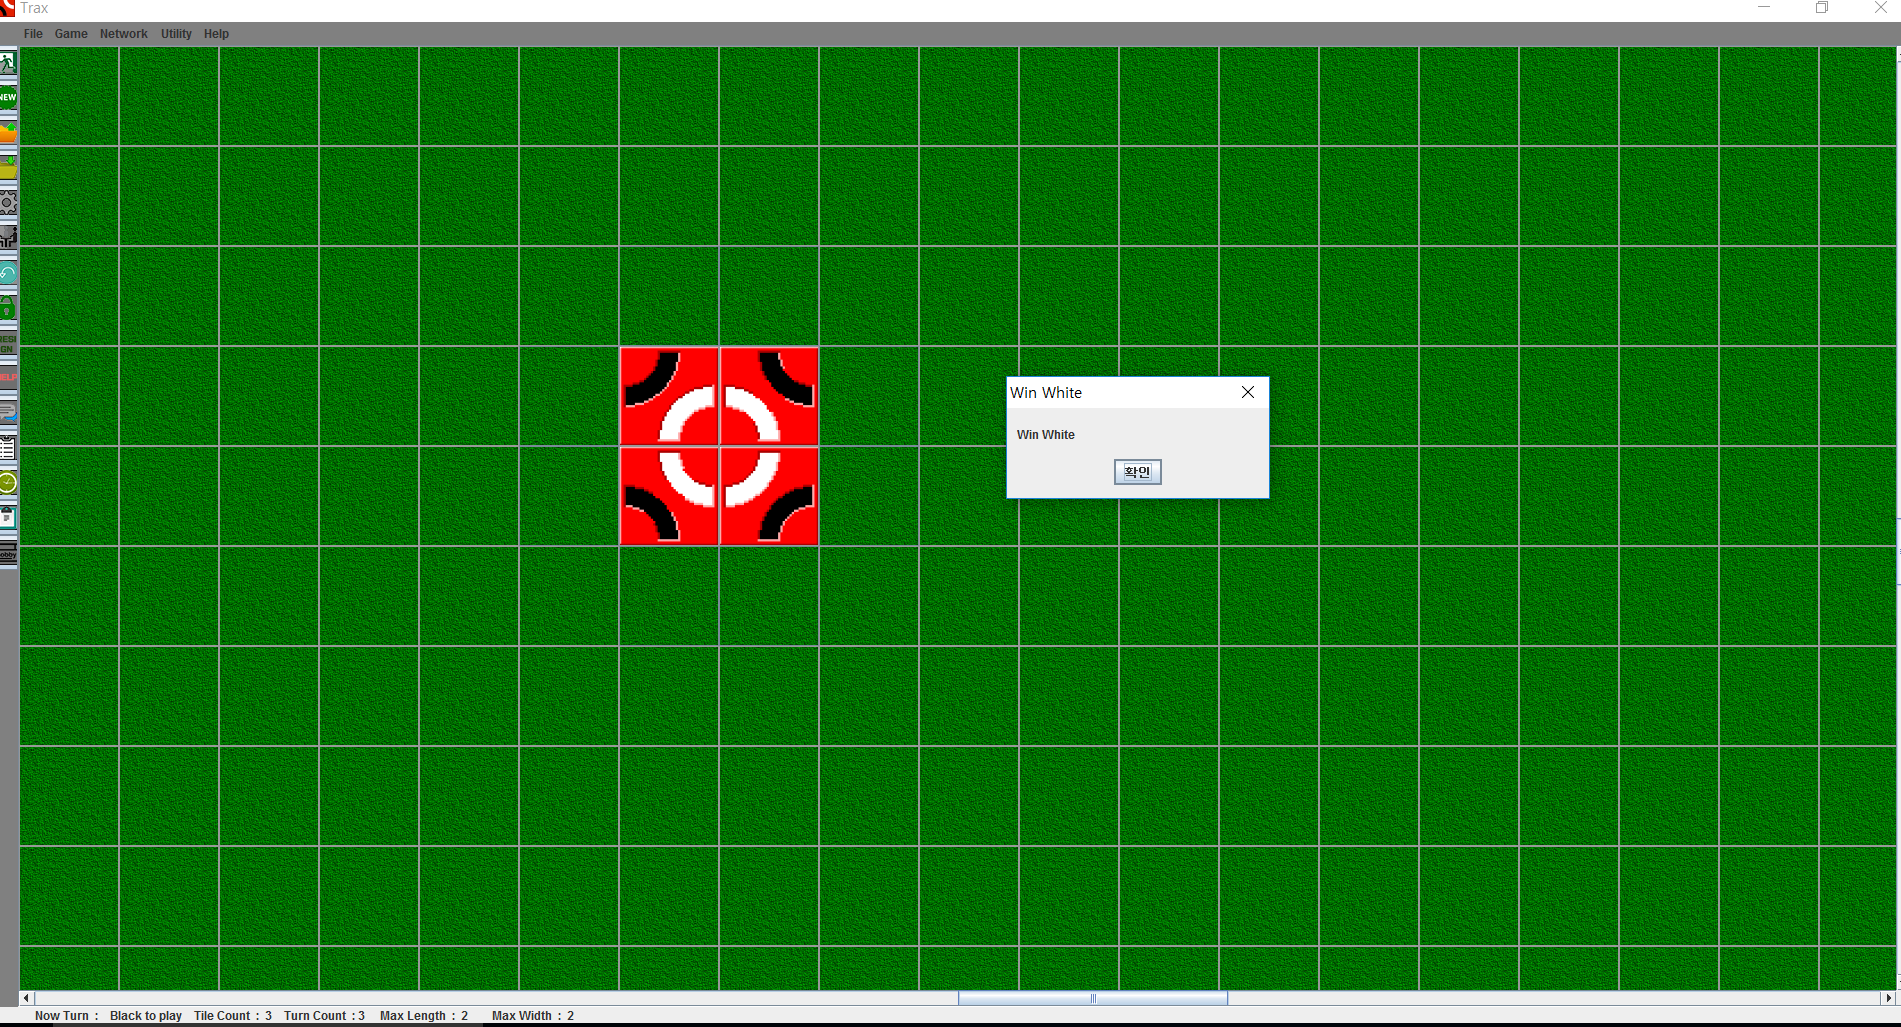 Trax
File Game Network Utility Help
NEW
Win White
Win White
확인
Now Turn : Black to play Tile Count : 3 Turn Count : 3 Max Length : 2 Max Width : 2